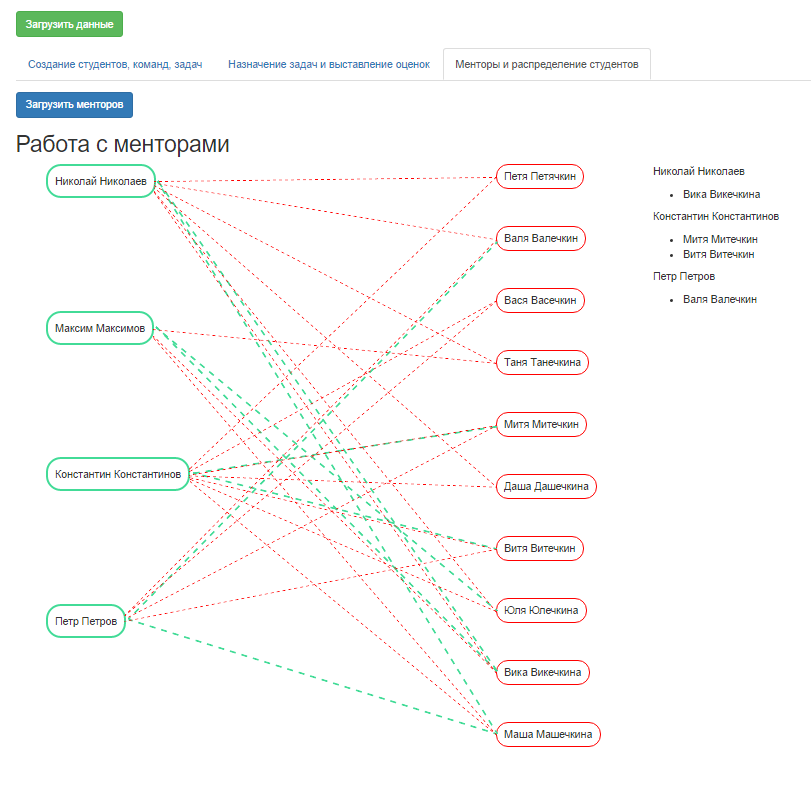 Загрузить данные
Создание студентов, команд, задач
Назначение задач и выставление оценок
Менторы и распределение студентов
Загрузить менторов
Работа с менторами
Николай Николаев
Максим Максимов
Константин Константинов
Петр Петров
Петя Петячкин
Валя Валечкин
Вася Васечкин
Таня Танечкина
Митя Митечкин
Даша Дашечкина
Витя Витечкин
Юля Юлечкина
Вика Викечкина
Маша Машечкина
Николай Николаев
Вика Викечкина
Константин Константинов
Митя Митечкин
Витя Витечкин
Петр Петров
Валя Валечкин